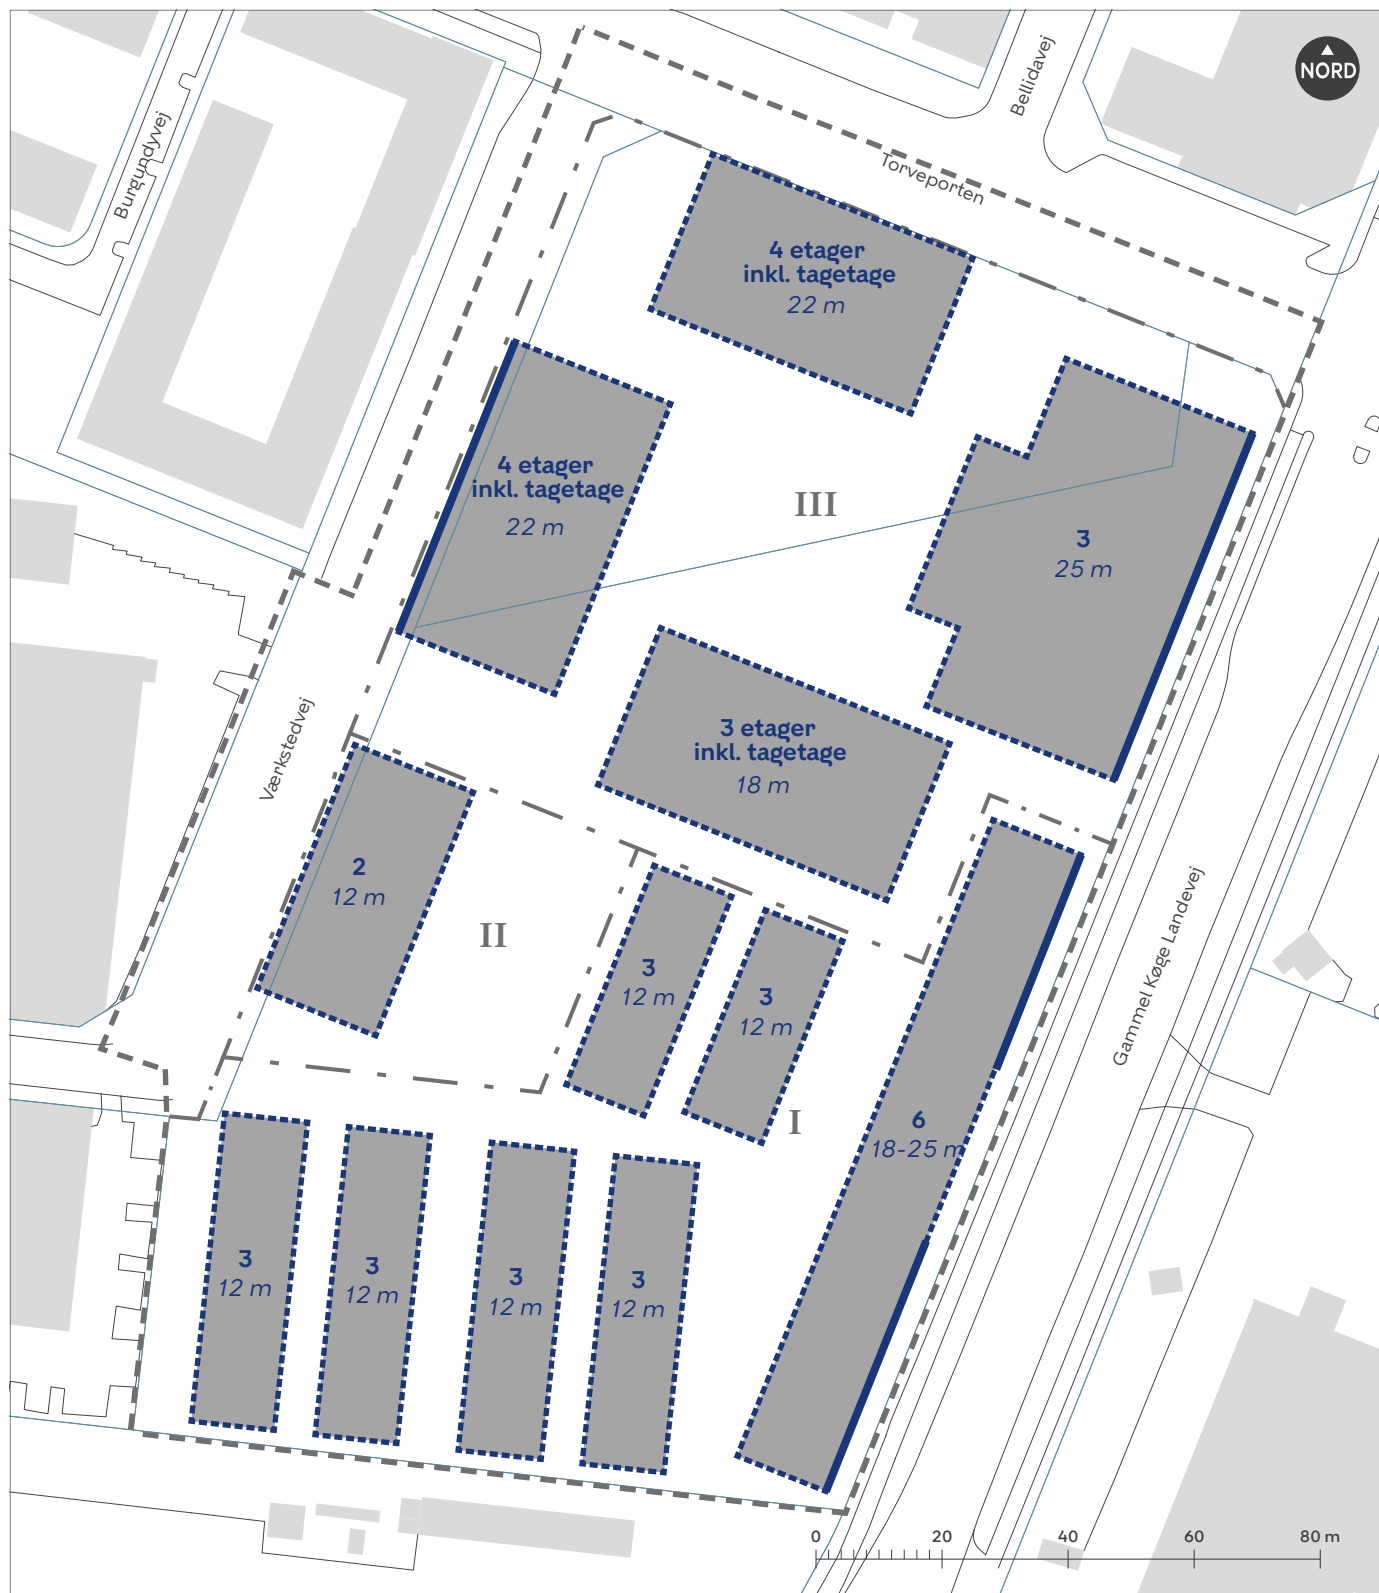 NORD
Bellidavej
Burgundyvej
Torveporten
4 etager
inkl. tagetage
22 m
4 etager
inkl. tagetage
22 m
III
3
25 m
3 etager
inkl. tagetage
18 m
Værkstedvej
2
12 m
II
3
12 m
3
12 m
Gammel Køge Landevej
I
6
18-25 m
3
12 m
3
12 m
3
12 m
3
12 m
0 20 40 60 80 m